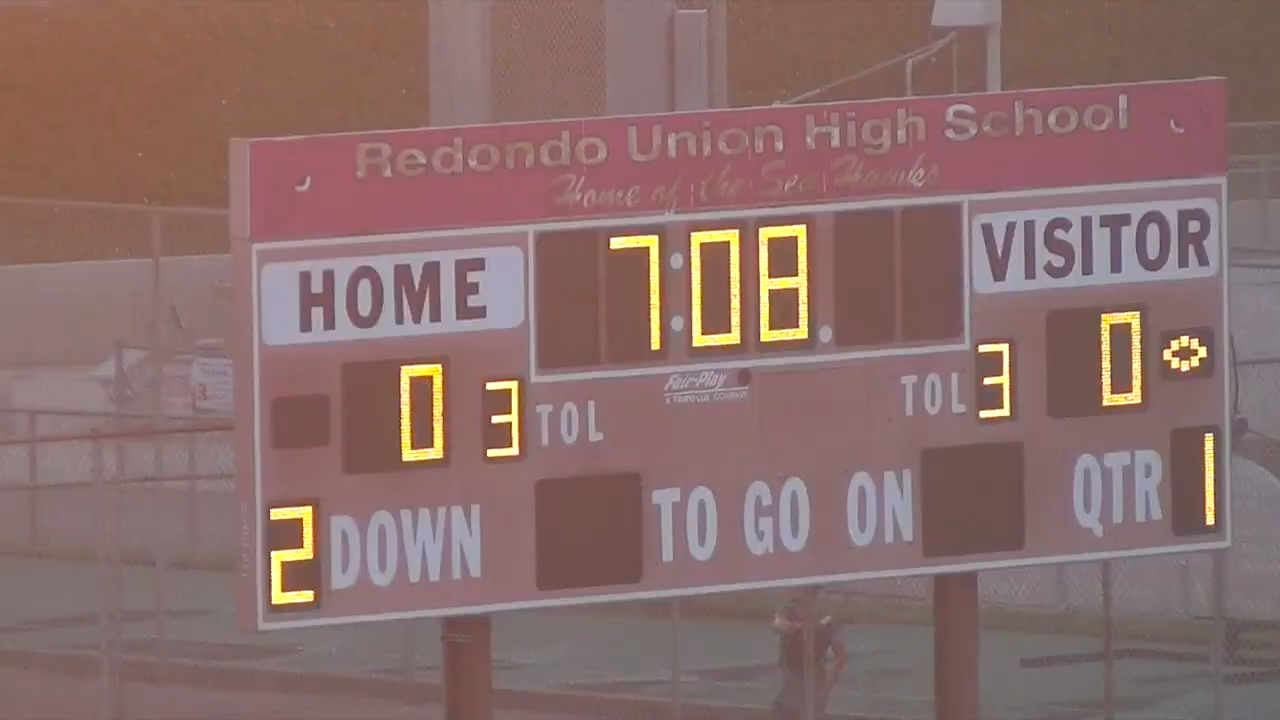 Redondo Union High School
Home of the Sea Hawks
HOME 7:08 VISITOR
0 3 TOL Fair-Play TOL 3 0
2 DOWN TO GO ON QTR 1